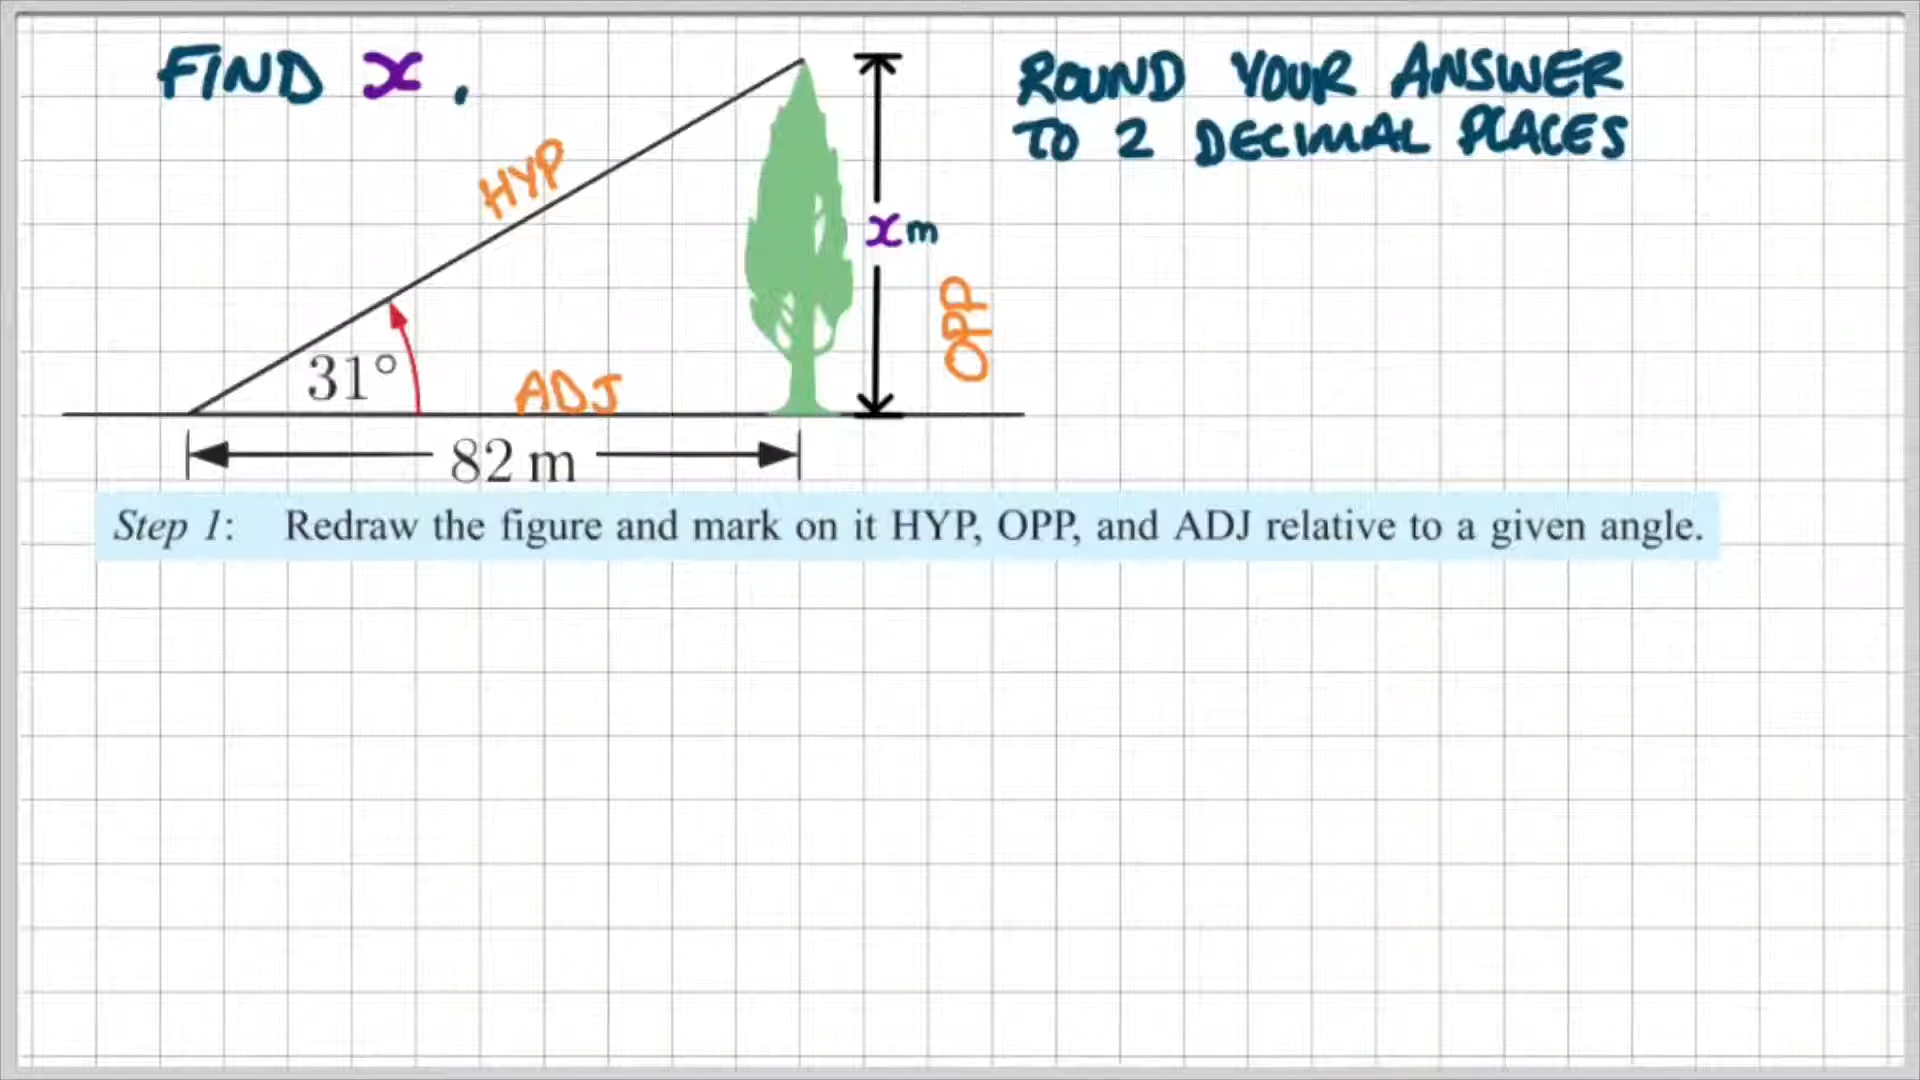 FIND x.
ROUND YOUR ANSWER
TO 2 DECIMAL PLACES
HYP
xm
OPP
31°
ADJ
82 m
Step 1: Redraw the figure and mark on it HYP, OPP, and ADJ relative to a given angle.